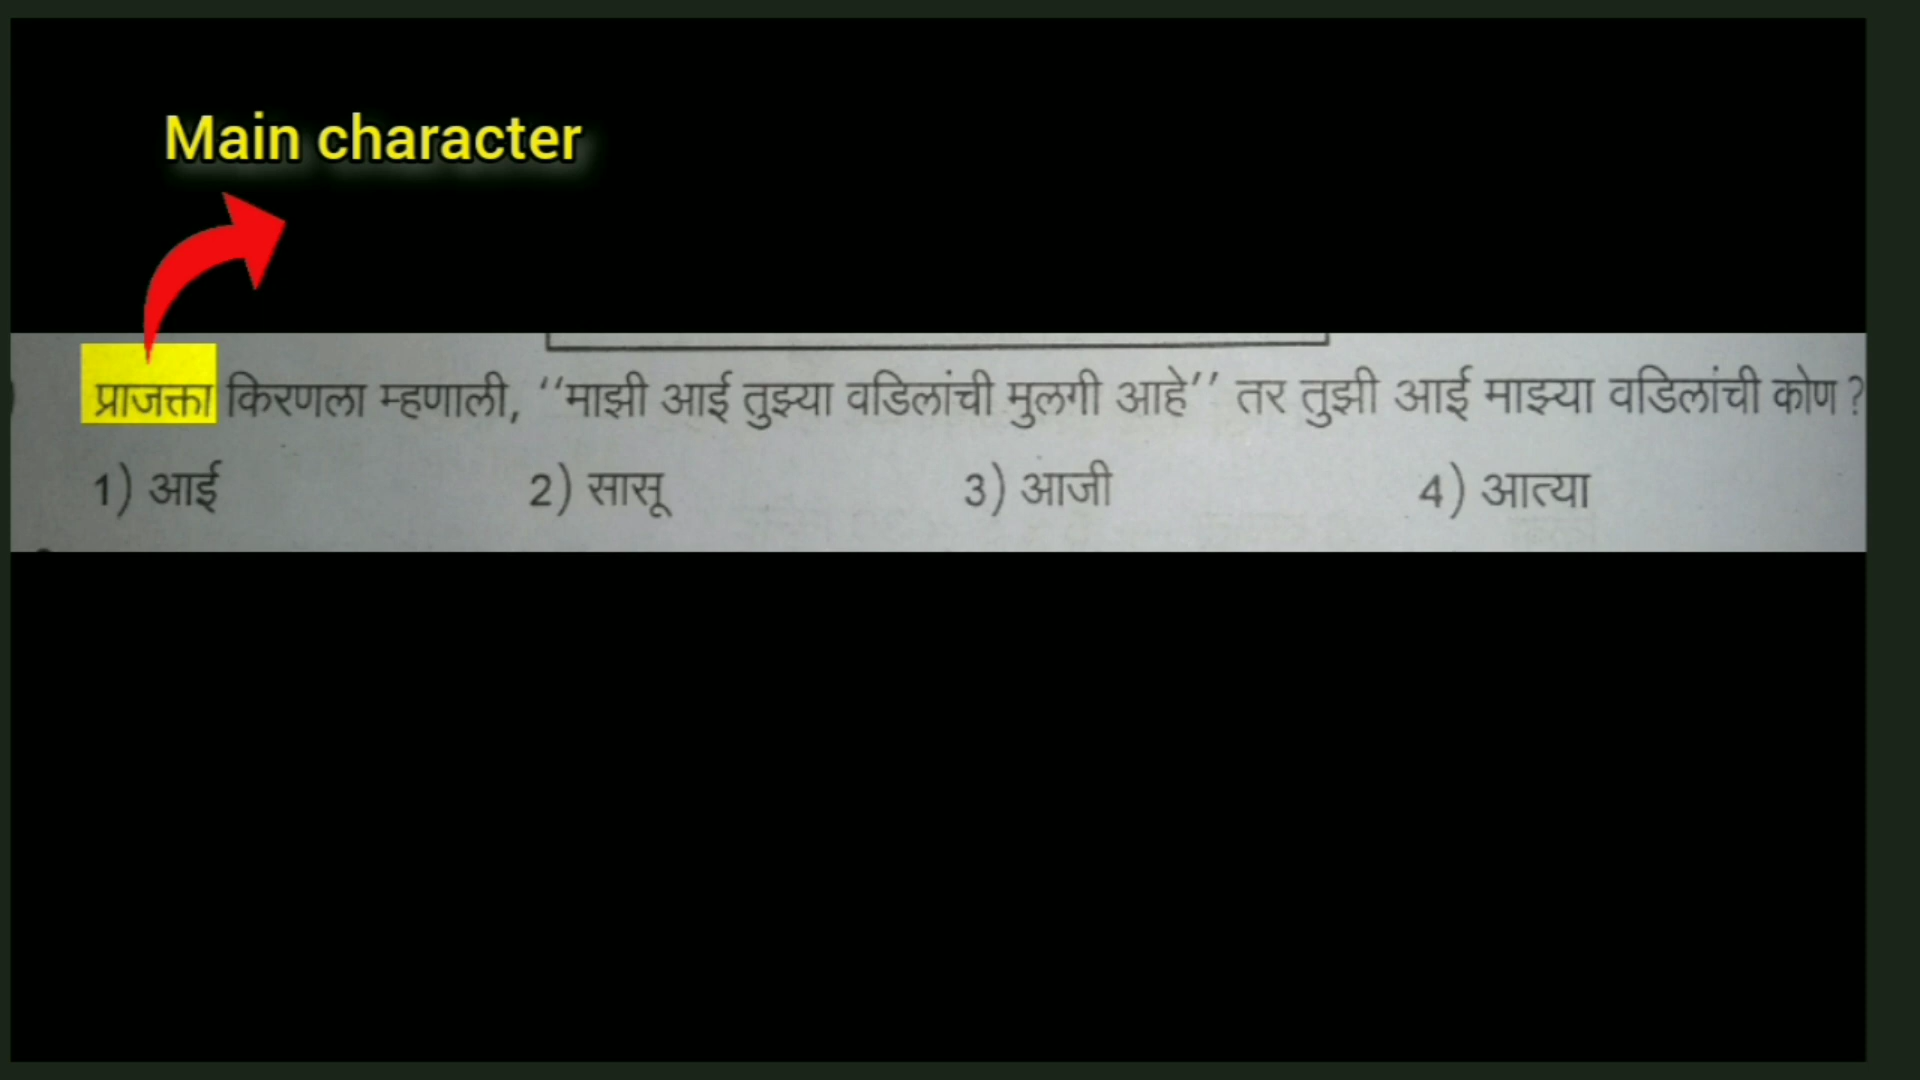 Main character
प्राजक्ता किरणला म्हणाली, ‘‘माझी आई तुझ्या वडिलांची मुलगी आहे’’ तर तुझी आई माझ्या वडिलांची कोण ?
1) आई 2) सासू 3) आजी 4) आत्या